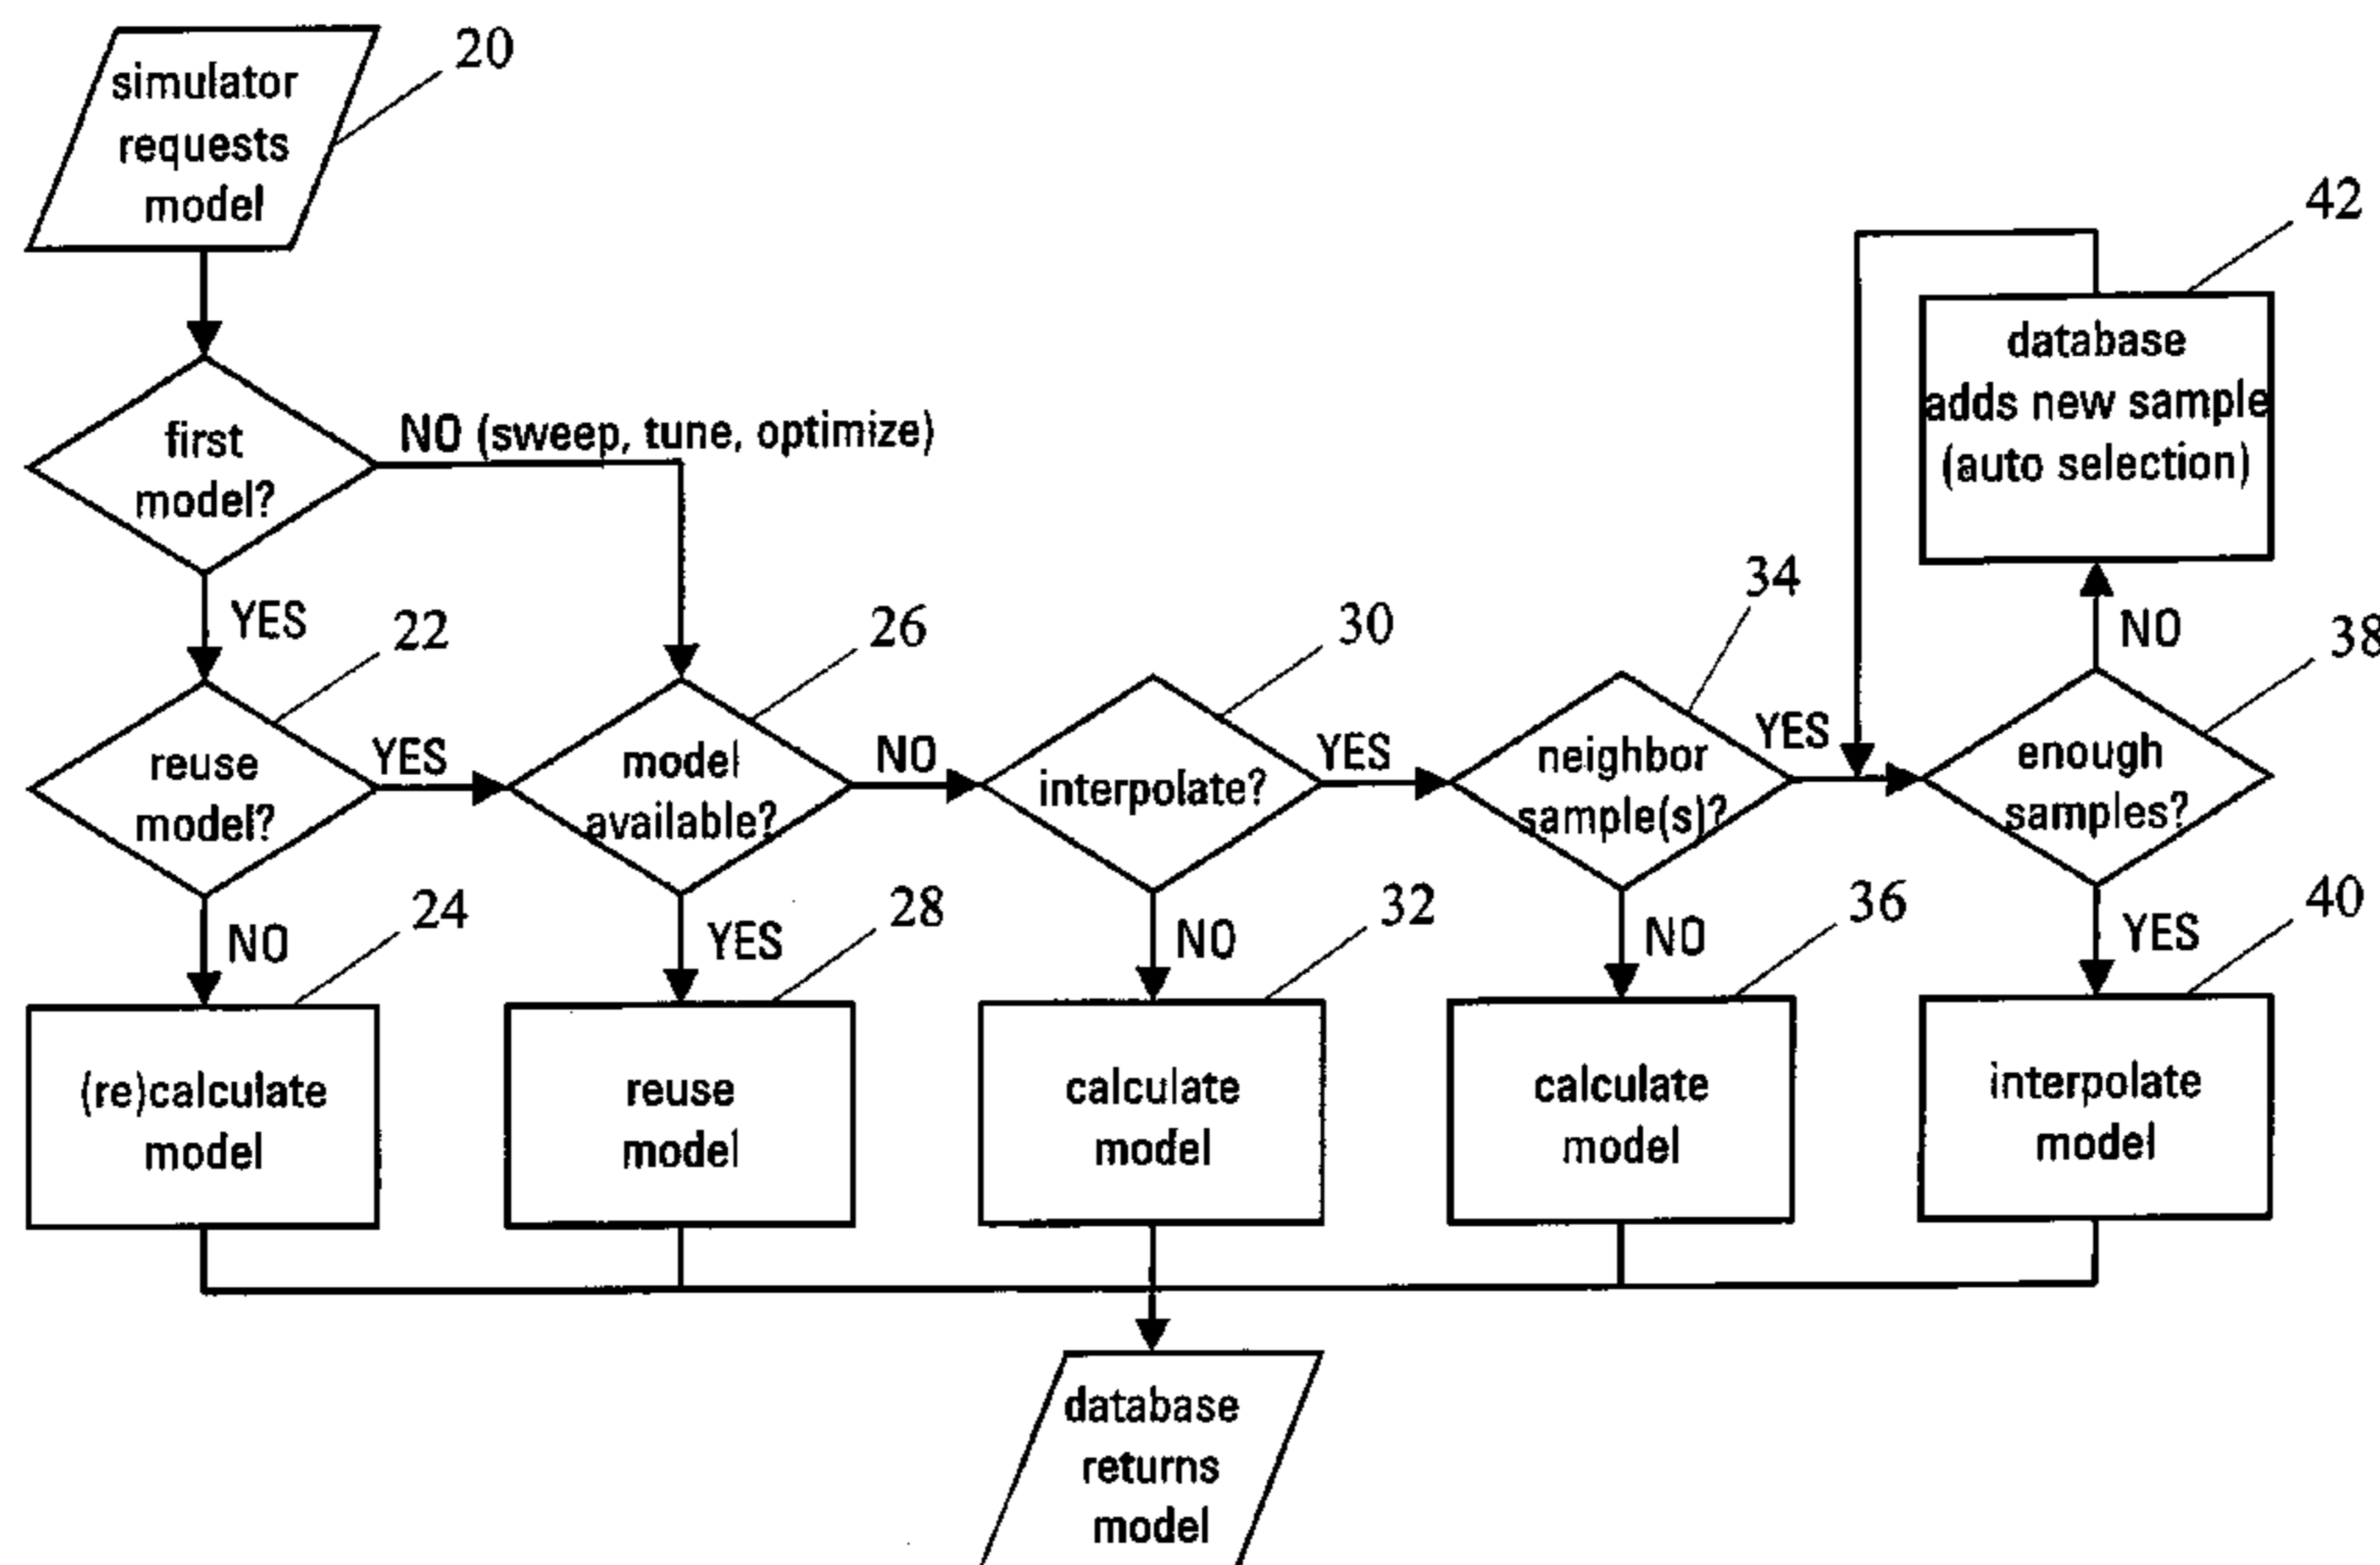 simulator
requests
model
20
first
model?
NO (sweep, tune, optimize)
YES
reuse
model?
22
YES
model
available?
26
NO
interpolate?
30
YES
neighbor
sample(s)?
34
YES
enough
samples?
38
NO
database
adds new sample
(auto selection)
42
NO
24
YES
28
NO
32
NO
36
YES
40
(re)calculate
model
reuse
model
calculate
model
calculate
model
interpolate
model
database
returns
model